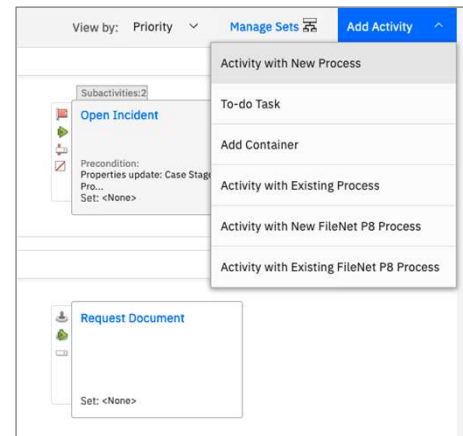 View by: Priority Manage Sets Add Activity
Activity with New Process
Subactivities:2
Open Incident
To-do Task
Add Container
Precondition:
Properties update: Case Stage
Pro...
Set: <None>
Activity with Existing Process
Activity with New FileNet P8 Process
Activity with Existing FileNet P8 Process
Request Document
Set: <None>